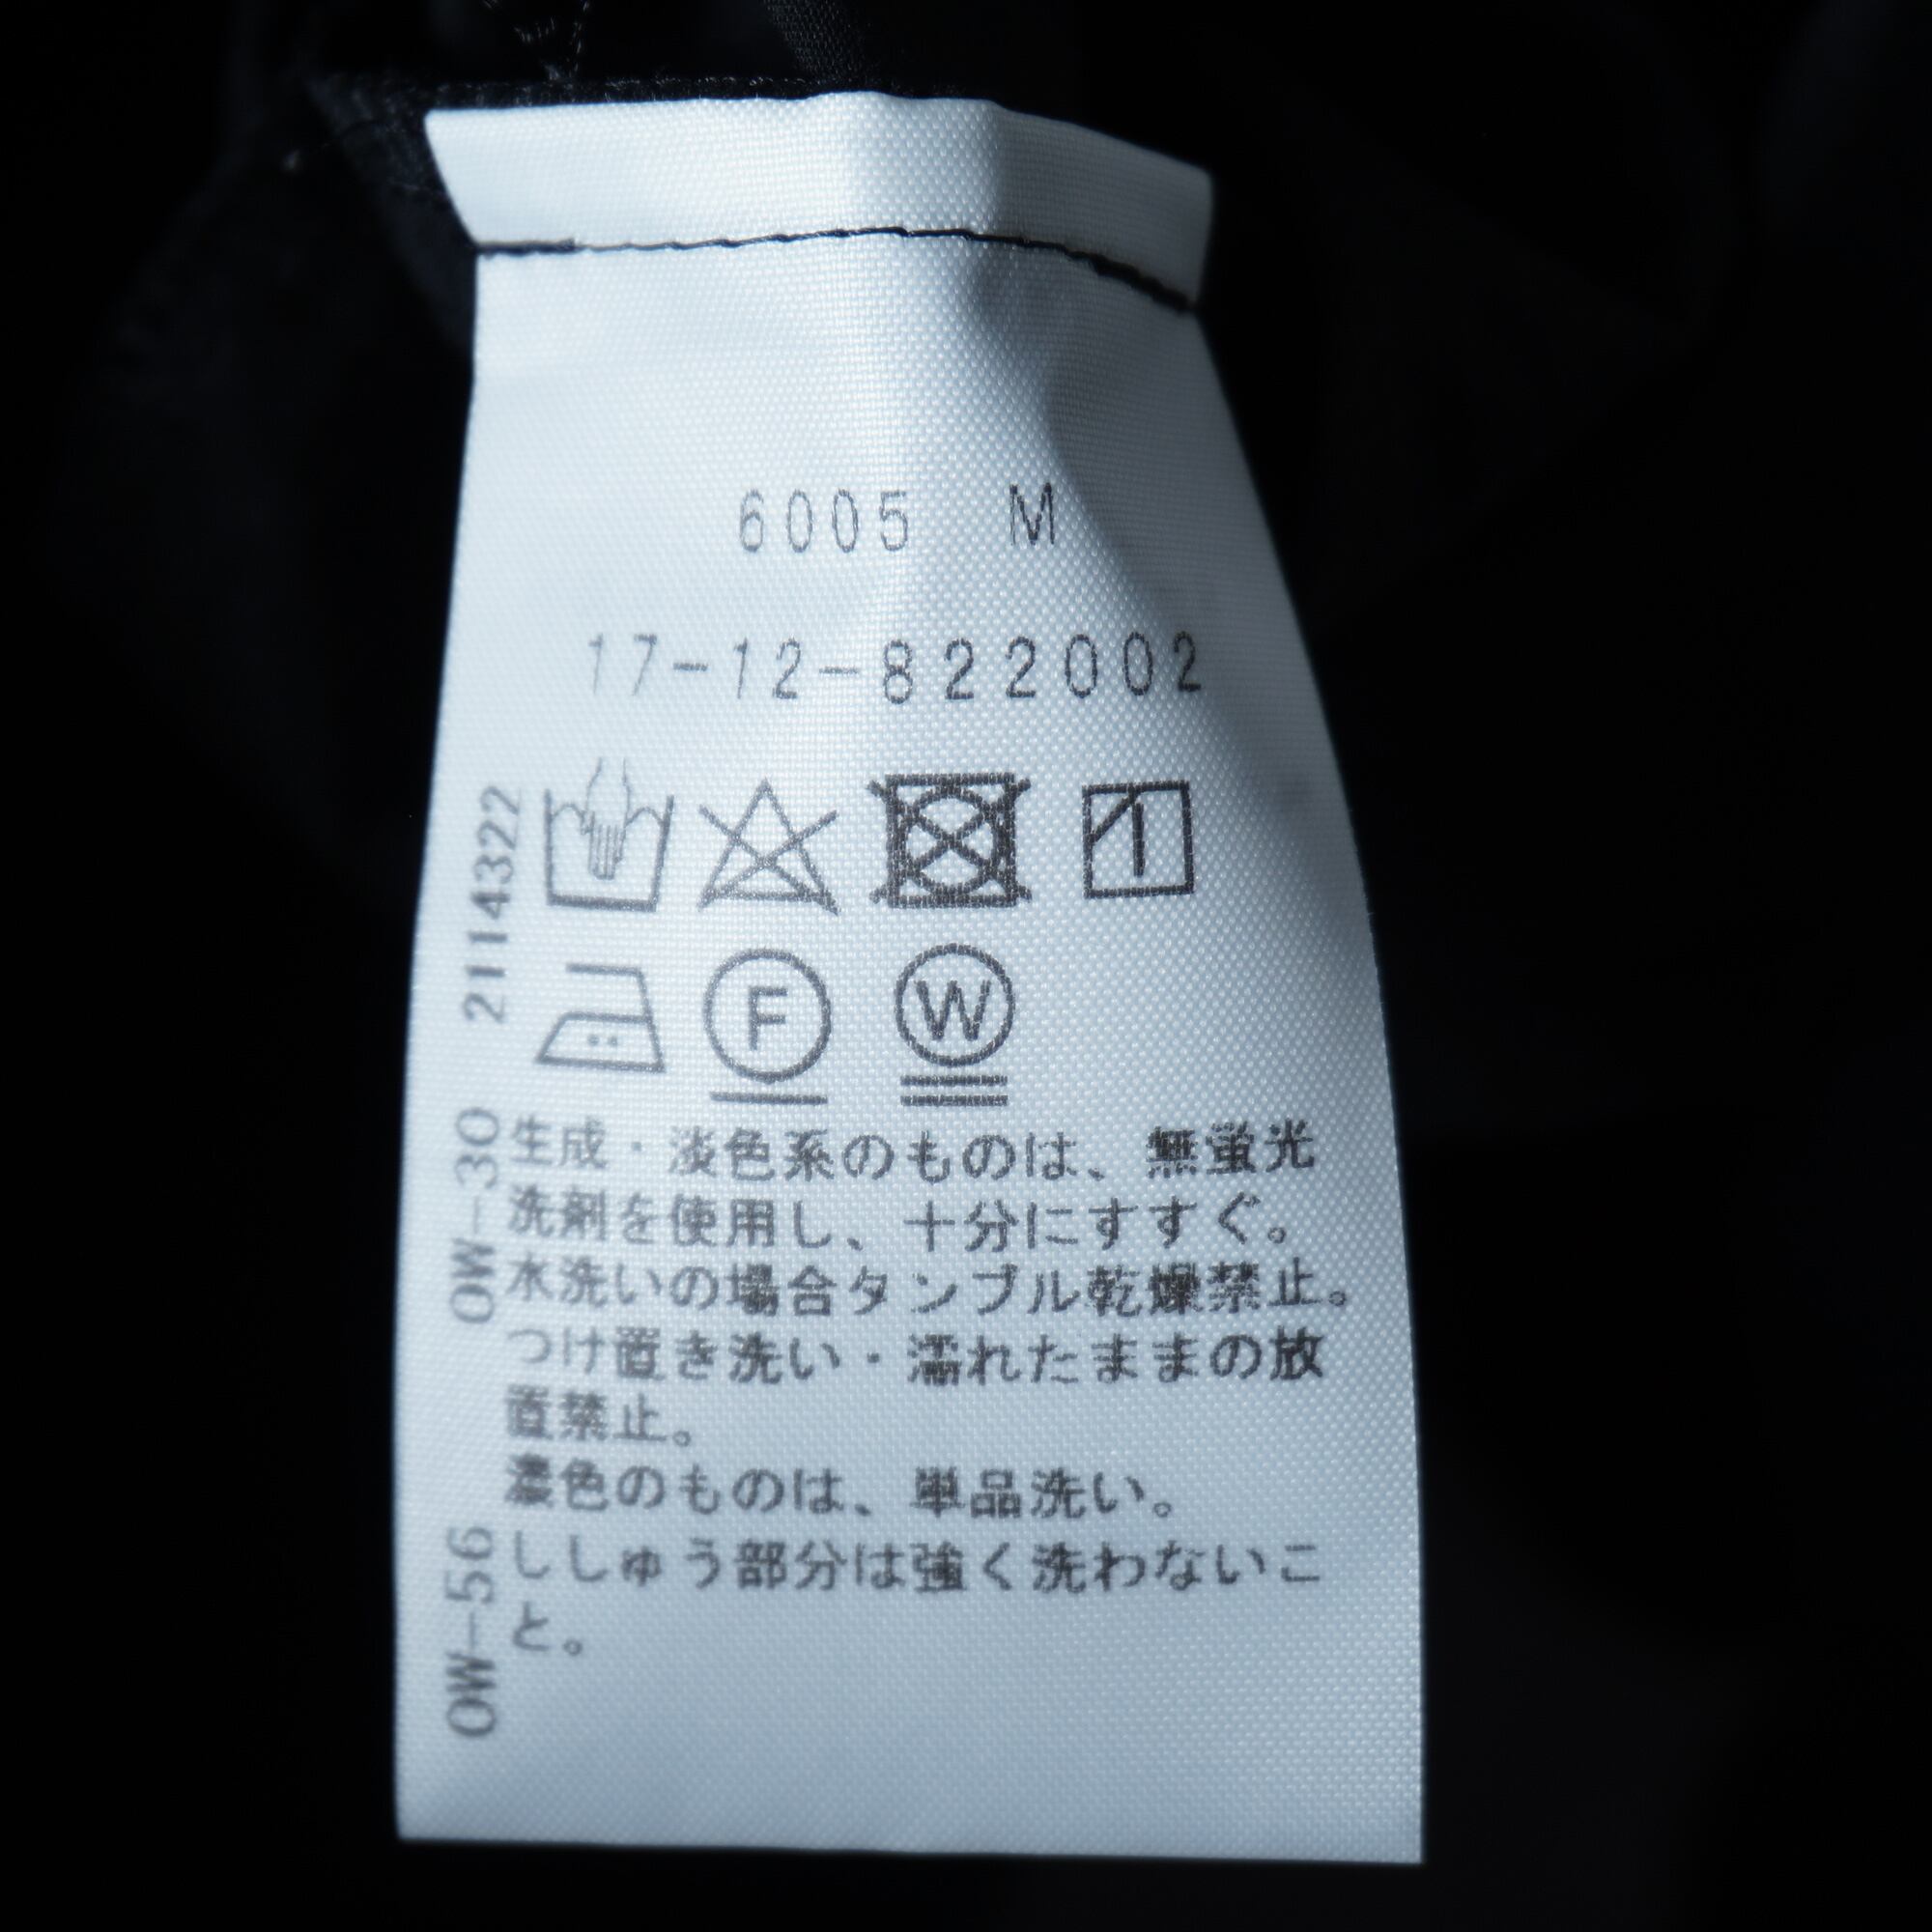 6005 M
17-12-822002
F W
生成・淡色系のものは、無蛍光
洗剤を使用し、十分にすすぐ。
水洗いの場合タンブル乾燥禁止。
つけ置き洗い・濡れたままの放
置禁止。
濃色のものは、単品洗い。
ししゅう部分は強く洗わないこ
と。
OW-56 OW-30 2114322